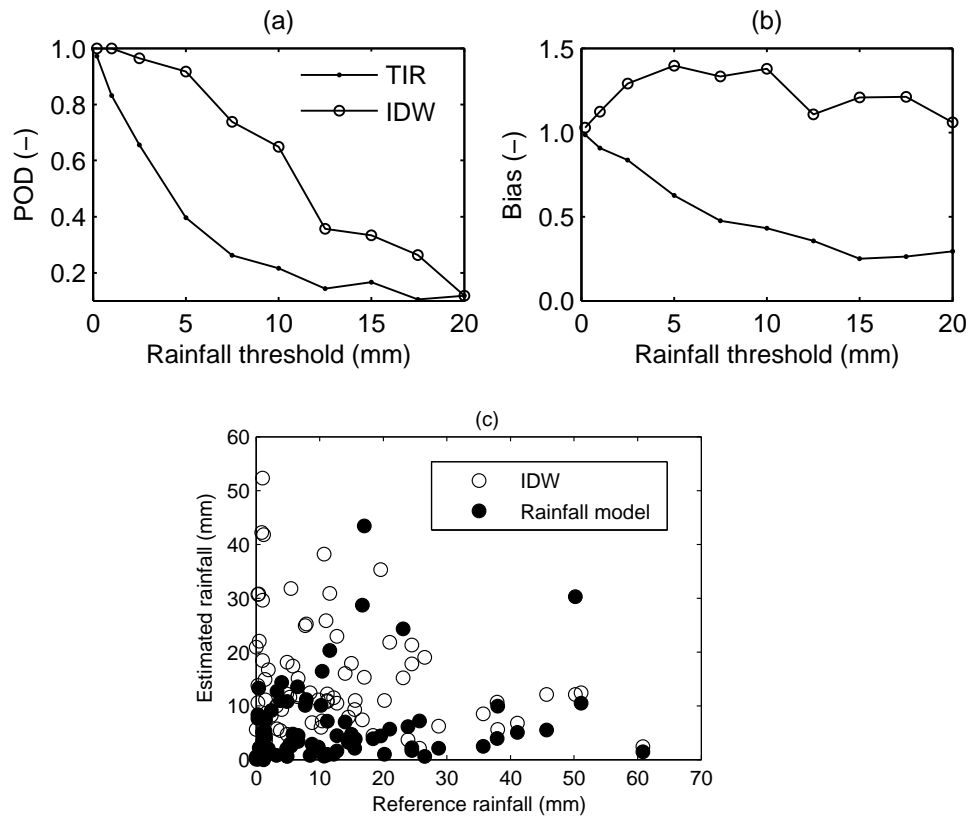 (a)
1.0
0.8
0.6
0.4
0.2
POD (−)
TIR
IDW
0 5 10 15 20
Rainfall threshold (mm)
(b)
1.5
1.0
0.5
0.0
Bias (−)
0 5 10 15 20
Rainfall threshold (mm)
(c)
60
50
40
30
20
10
0
Estimated rainfall (mm)
IDW
Rainfall model
0 10 20 30 40 50 60 70
Reference rainfall (mm)